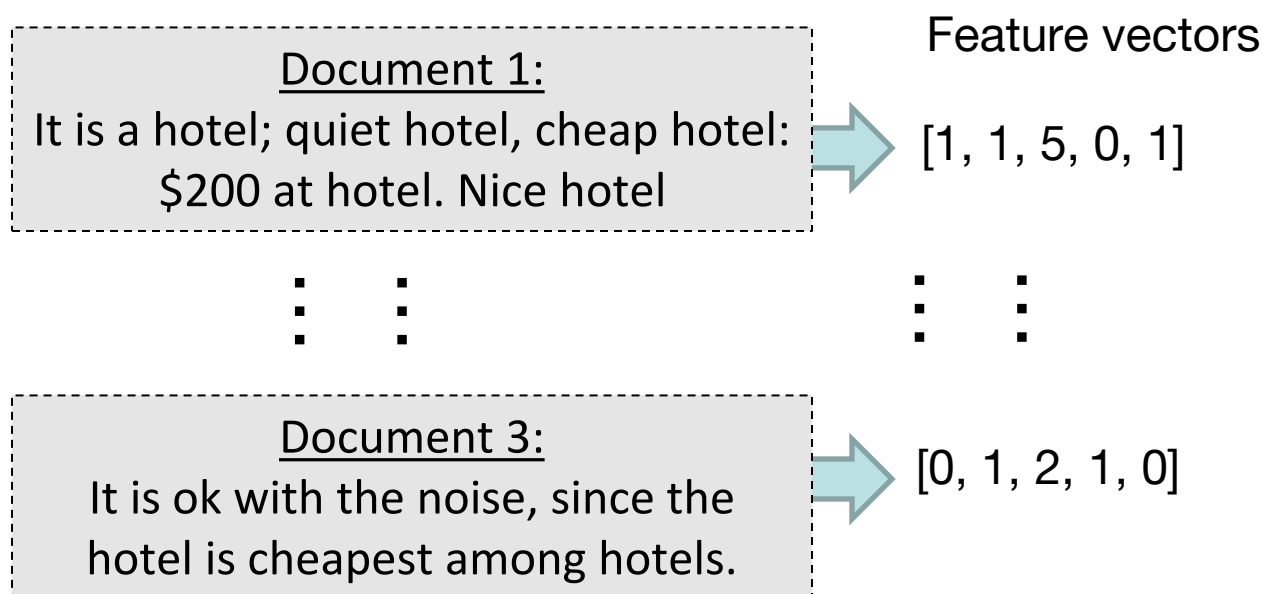 Feature vectors
Document 1:
It is a hotel; quiet hotel, cheap hotel:
$200 at hotel. Nice hotel
[1, 1, 5, 0, 1]
Document 3:
It is ok with the noise, since the
hotel is cheapest among hotels.
[0, 1, 2, 1, 0]